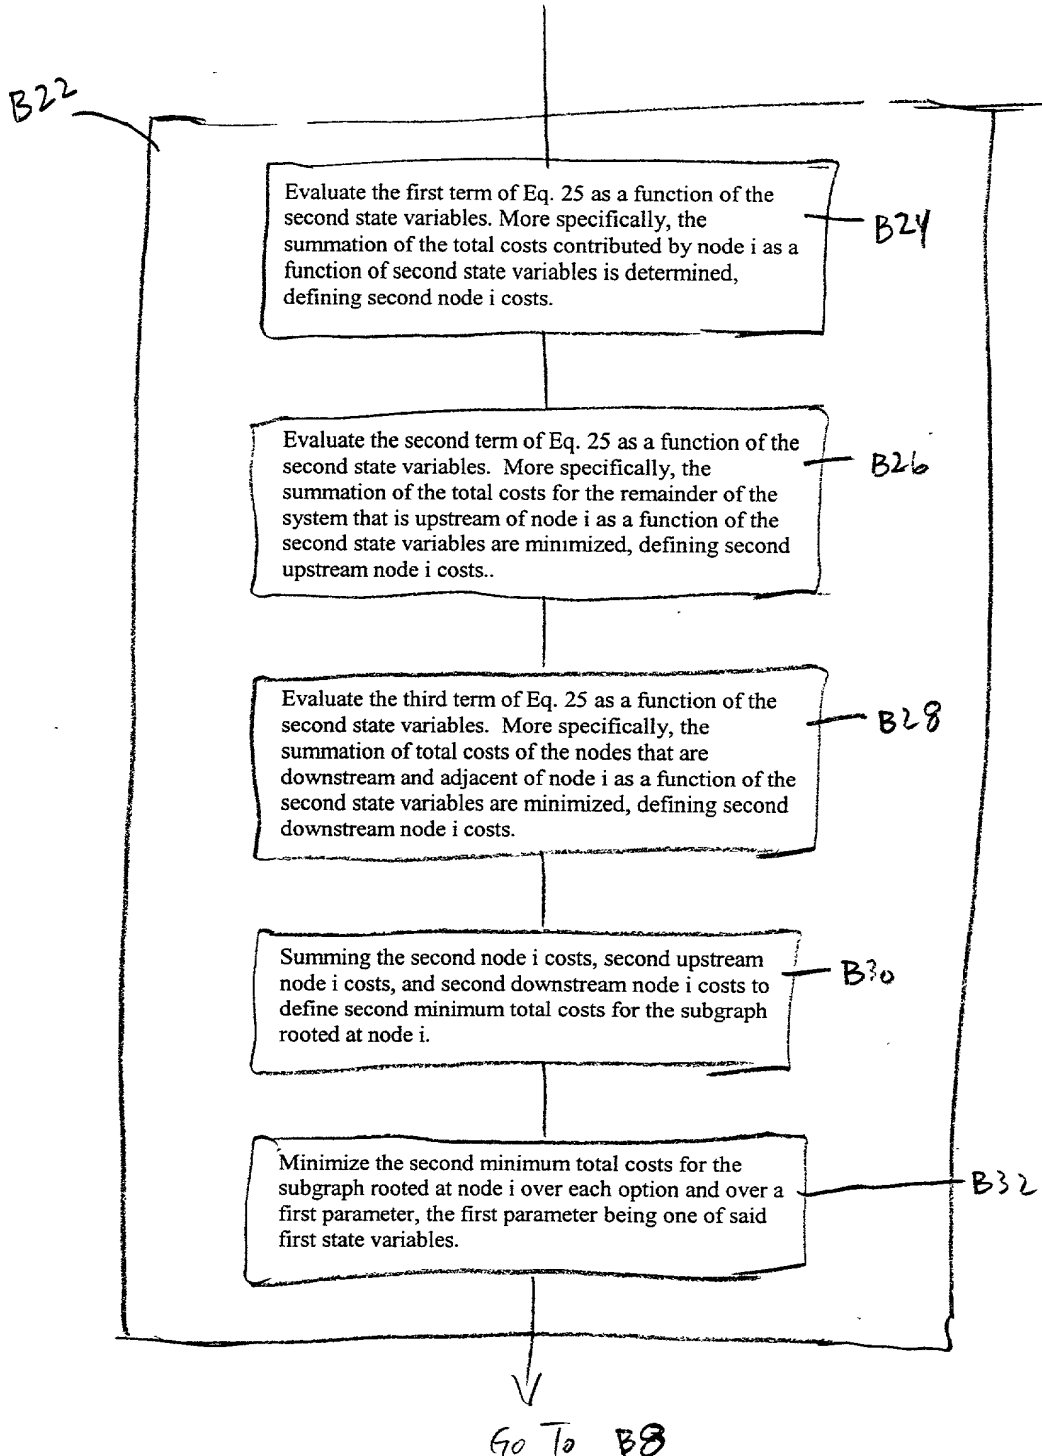 B22
Evaluate the first term of Eq. 25 as a function of the
second state variables. More specifically, the
summation of the total costs contributed by node i as a
function of second state variables is determined,
defining second node i costs.
B24
Evaluate the second term of Eq. 25 as a function of the
second state variables. More specifically, the
summation of the total costs for the remainder of the
system that is upstream of node i as a function of the
second state variables are minimized, defining second
upstream node i costs..
B26
Evaluate the third term of Eq. 25 as a function of the
second state variables. More specifically, the
summation of total costs of the nodes that are
downstream and adjacent of node i as a function of the
second state variables are minimized, defining second
downstream node i costs.
B28
Summing the second node i costs, second upstream
node i costs, and second downstream node i costs to
define second minimum total costs for the subgraph
rooted at node i.
B30
Minimize the second minimum total costs for the
subgraph rooted at node i over each option and over a
first parameter, the first parameter being one of said
first state variables.
B32
Go To B8